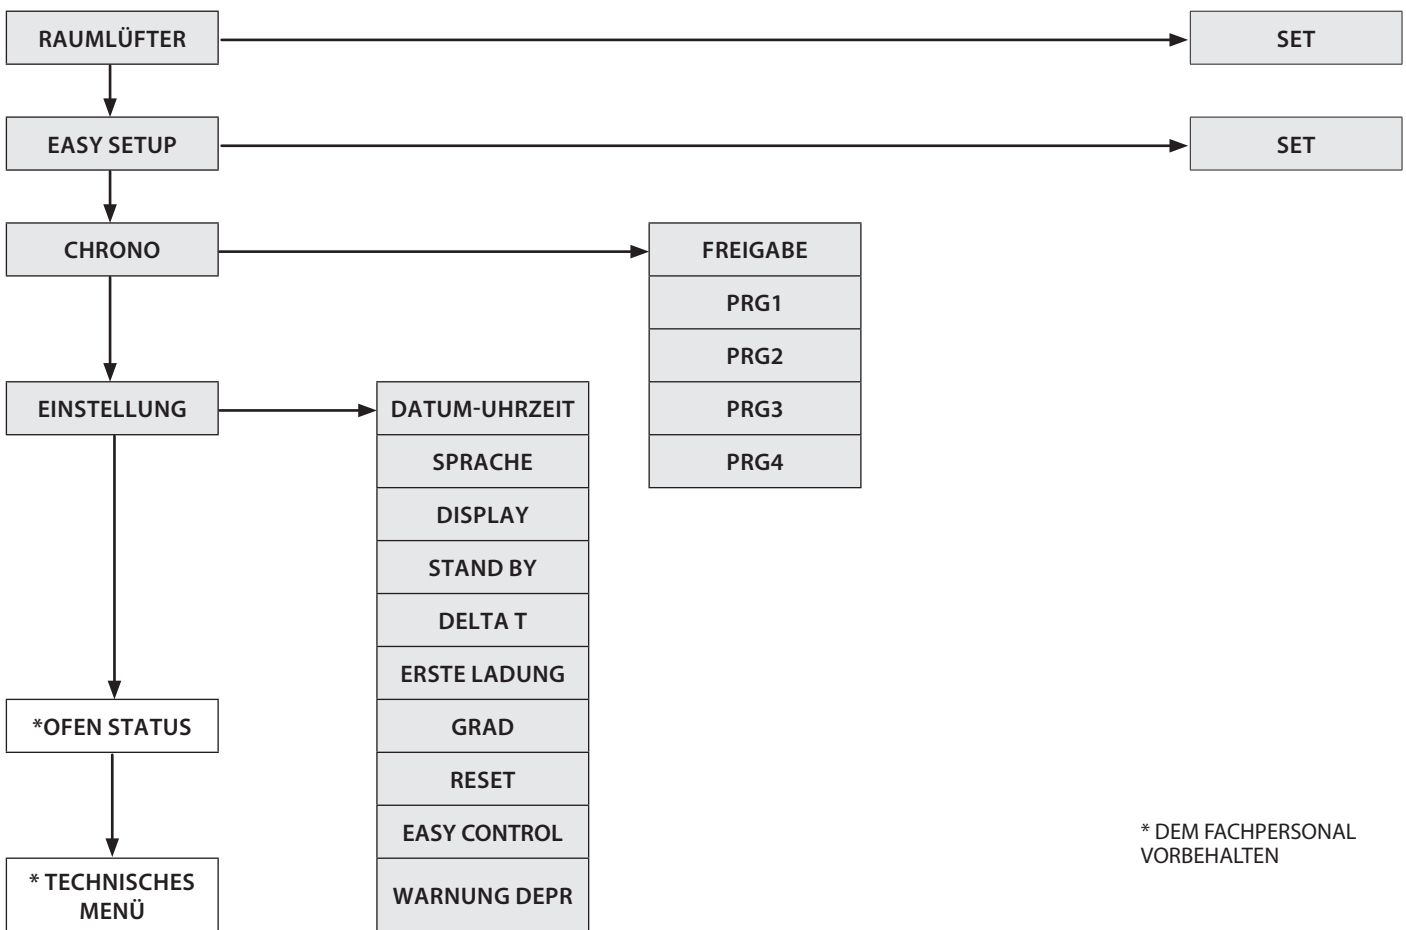 RAUMLÜFTER
SET
EASY SETUP
SET
CHRONO
FREIGABE
PRG1
PRG2
PRG3
PRG4
EINSTELLUNG
DATUM-UHRZEIT
SPRACHE
DISPLAY
STAND BY
DELTA T
ERSTE LADUNG
GRAD
RESET
EASY CONTROL
WARNUNG DEPR
*OFEN STATUS
* TECHNISCHES
MENÜ
* DEM FACHPERSONAL
VORBEHALTEN